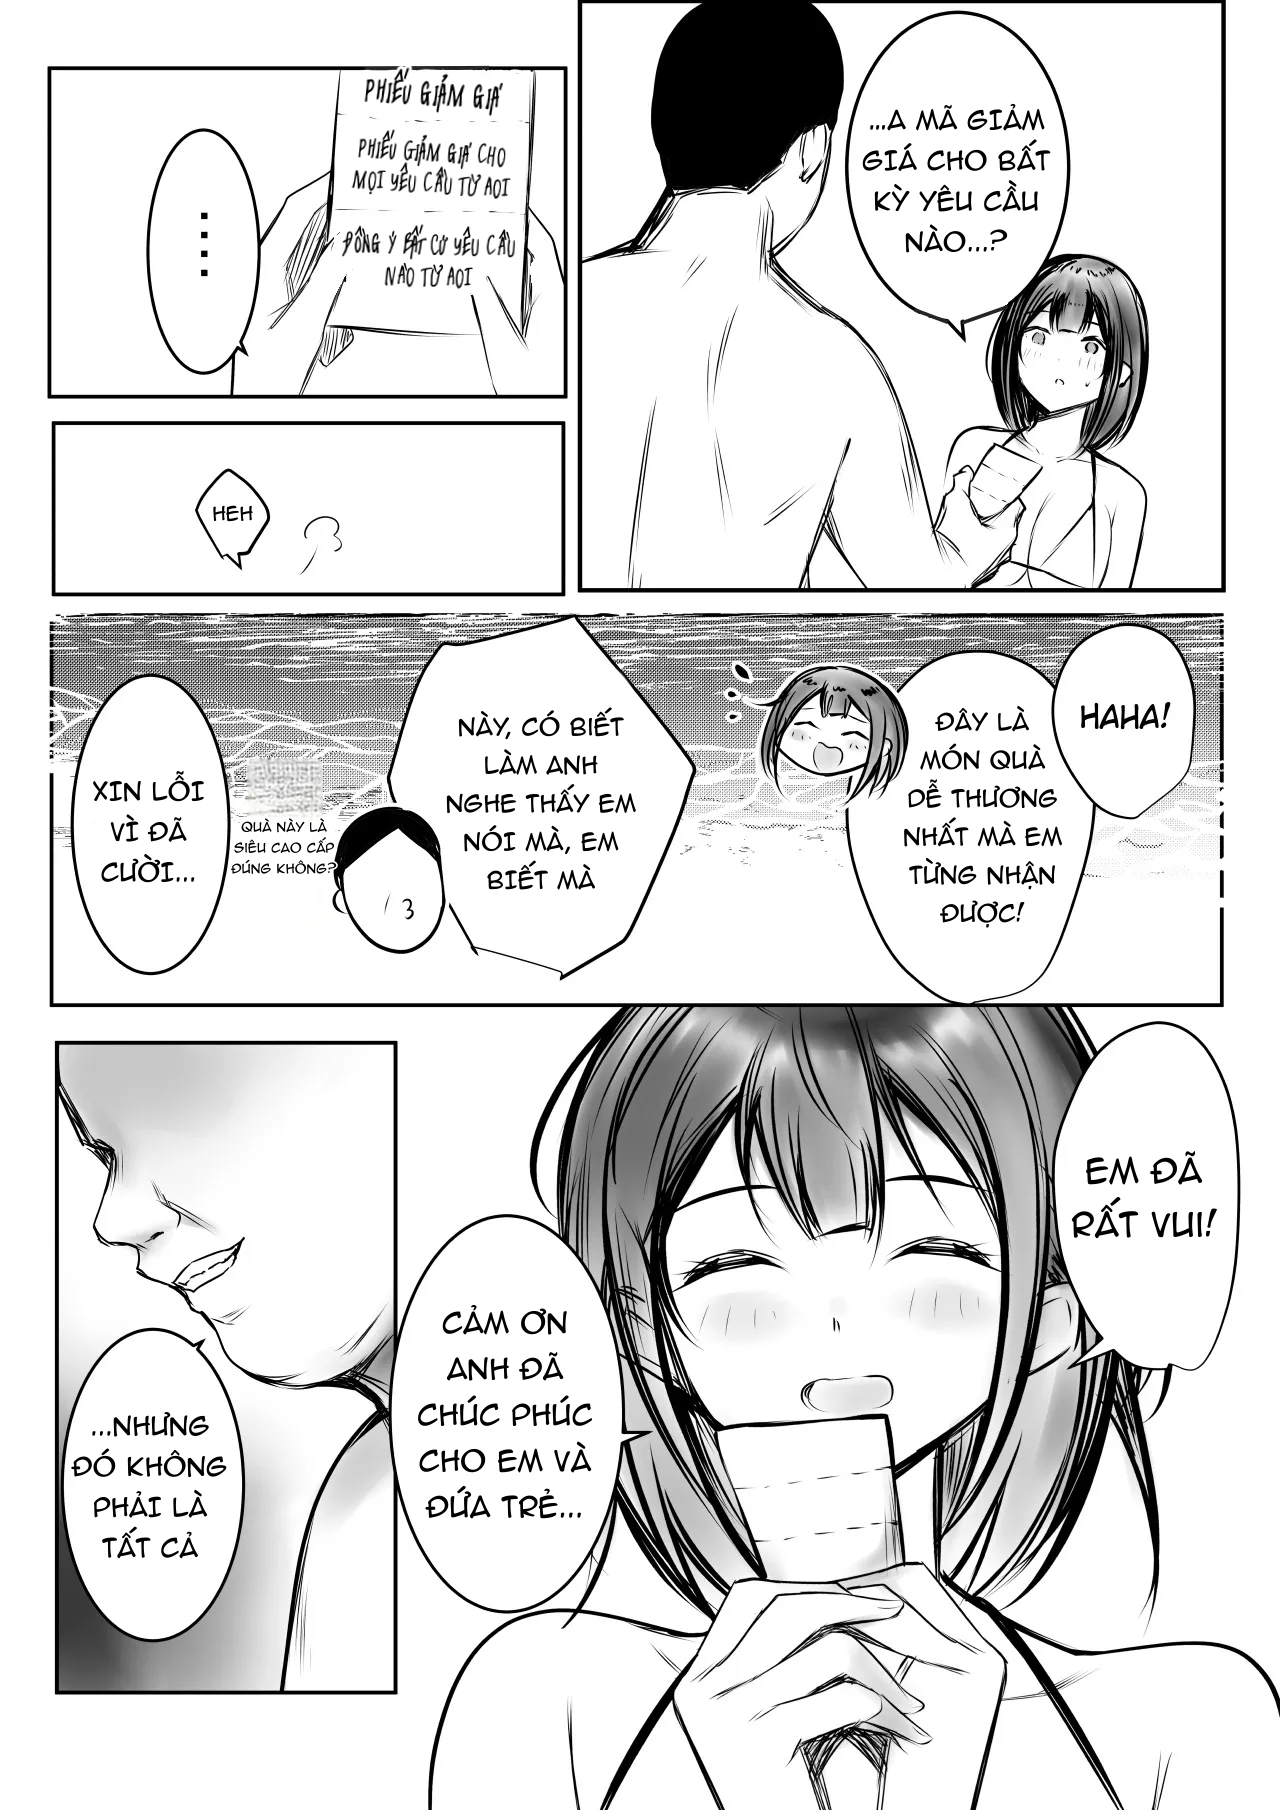 ...A MÃ GIẢM
GIÁ CHO BẤT
KỲ YÊU CẦU
NÀO...?
PHIẾU GIẢM GIÁ
PHIẾU GIẢM GIÁ CHO
MỌI YÊU CẦU TỪ AOI
ĐỒNG Ý BẤT CỨ YÊU CẦU
NÀO TỪ AOI
....
HEH
HAHA!
ĐÂY LÀ
MÓN QUÀ
DỄ THƯƠNG
NHẤT MÀ EM
TỪNG NHẬN
ĐƯỢC!
NÀY, CÓ BIẾT
LÀM ANH
NGHE THẤY EM
NÓI MÀ, EM
BIẾT MÀ
QUÀ NÀY LÀ
SIÊU CAO CẤP
ĐÚNG KHÔNG?
XIN LỖI
VÌ ĐÃ
CƯỜI...
EM ĐÃ
RẤT VUI!
CẢM ƠN
ANH ĐÃ
CHÚC PHÚC
CHO EM VÀ
ĐỨA TRẺ...
...NHƯNG
ĐÓ KHÔNG
PHẢI LÀ
TẤT CẢ